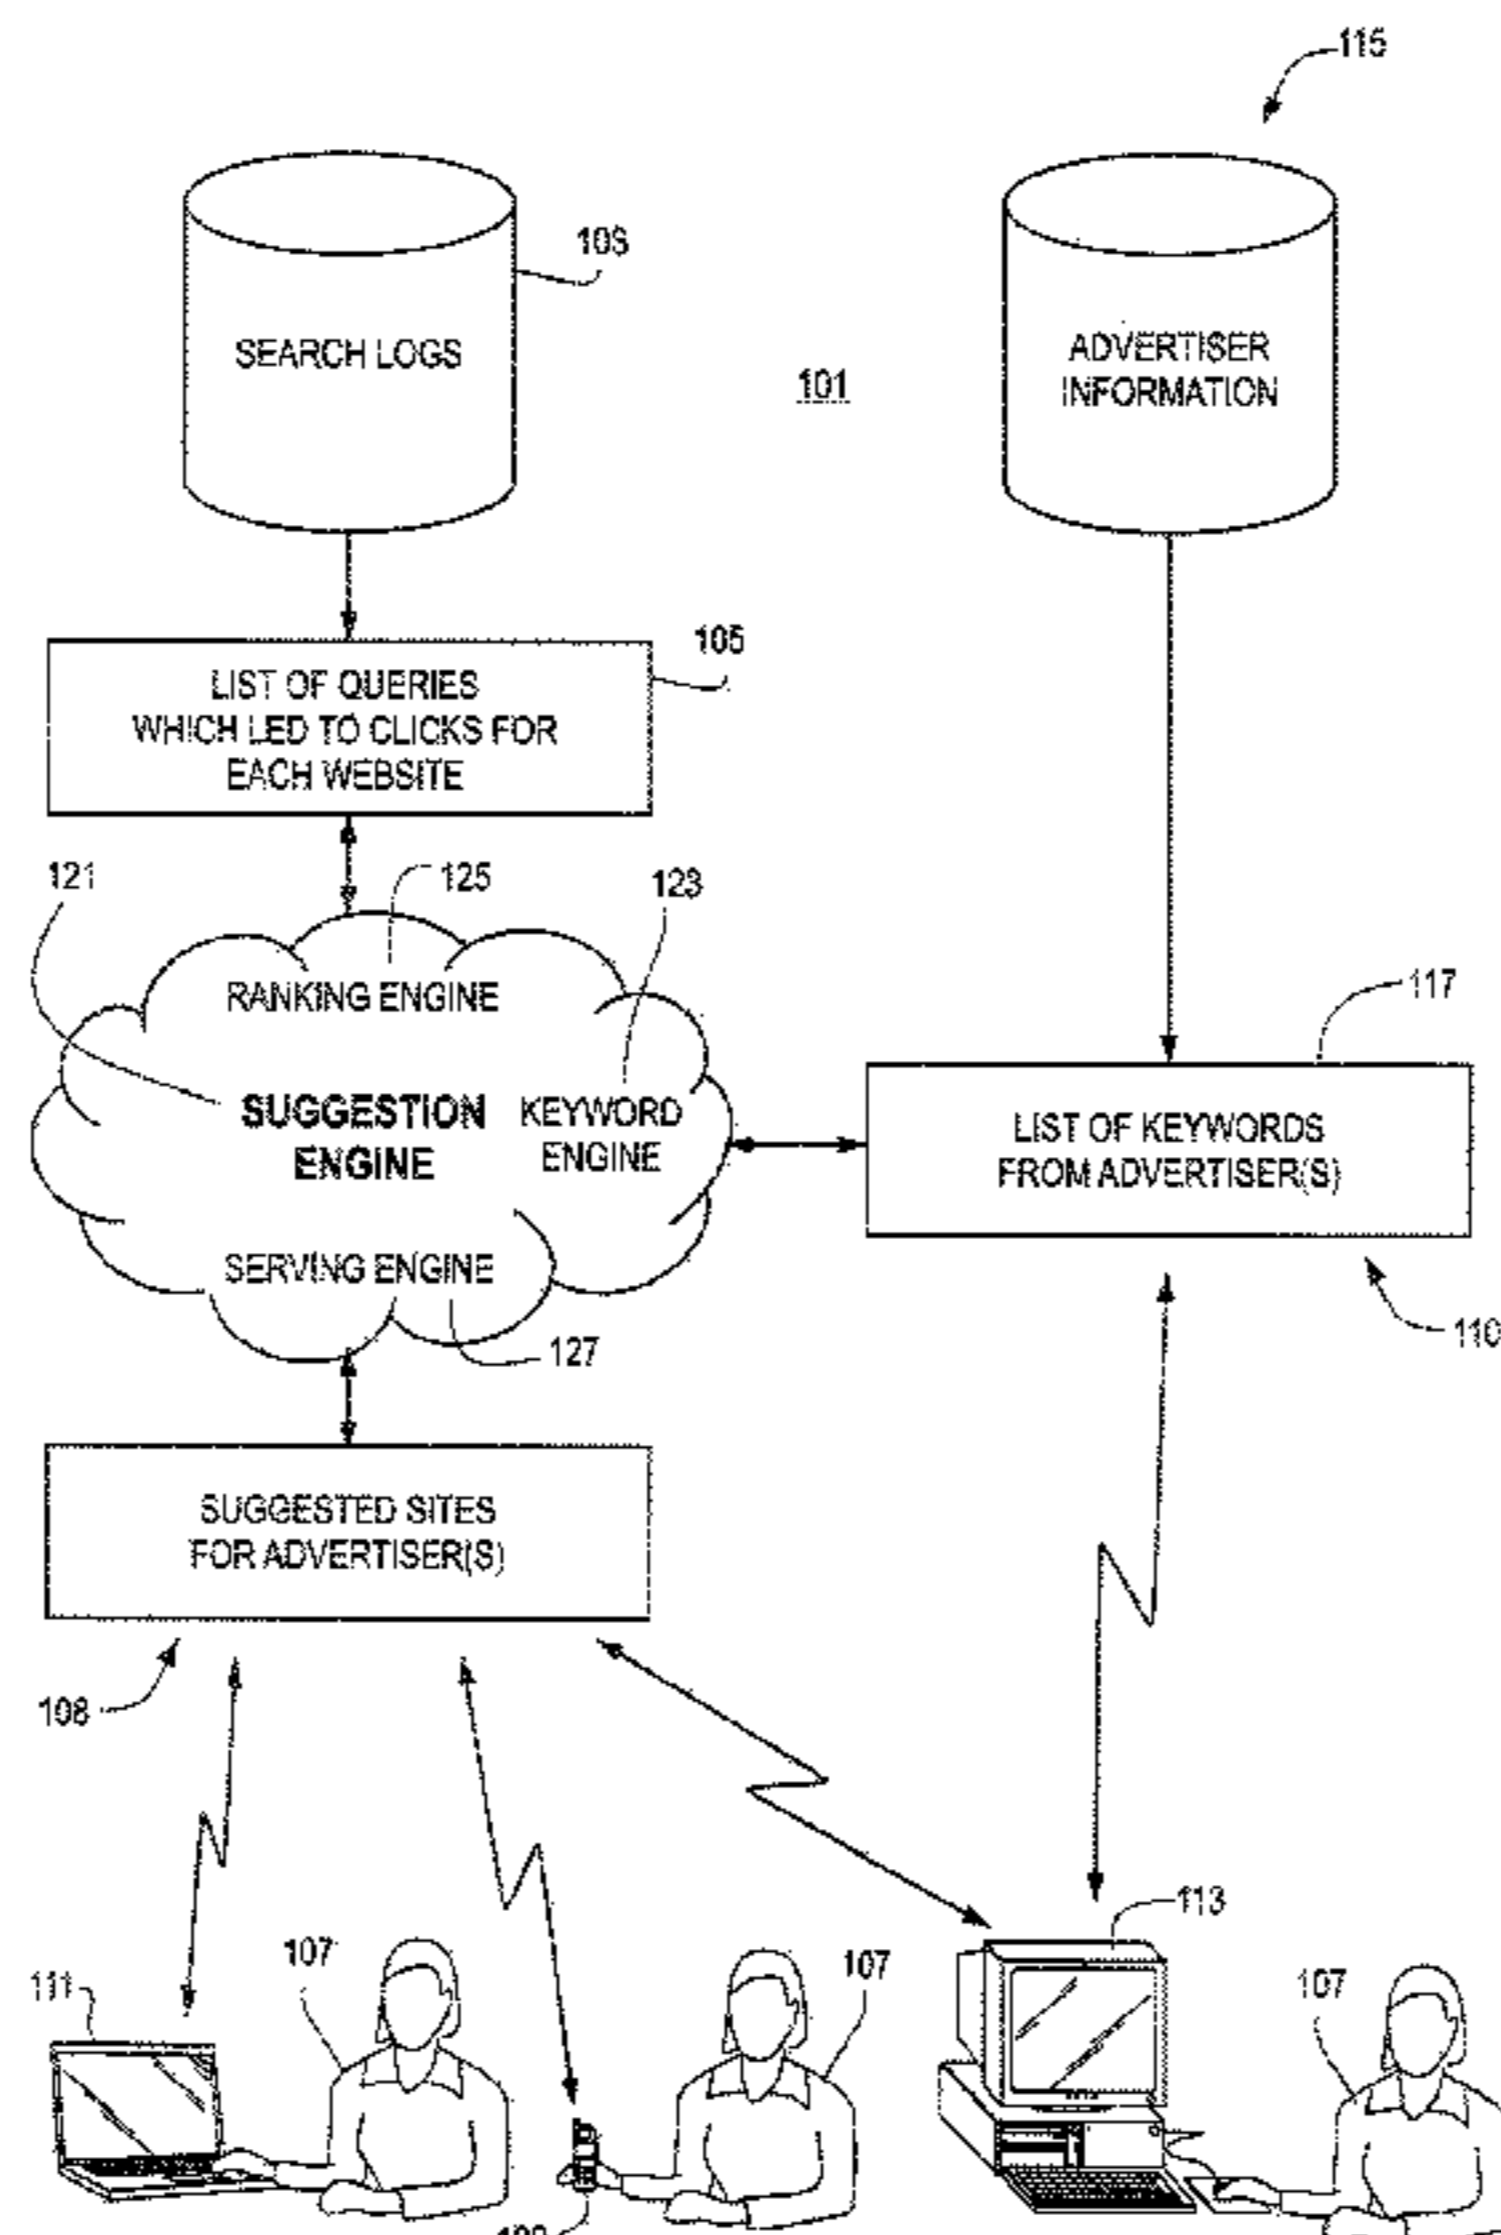 115
103
SEARCH LOGS
101
ADVERTISER
INFORMATION
105
LIST OF QUERIES
WHICH LED TO CLICKS FOR
EACH WEBSITE
121
125
123
RANKING ENGINE
117
SUGGESTION
ENGINE
KEYWORD
ENGINE
LIST OF KEYWORDS
FROM ADVERTISER(S)
SERVING ENGINE
127
110
SUGGESTED SITES
FOR ADVERTISER(S)
108
113
111
107
107
107